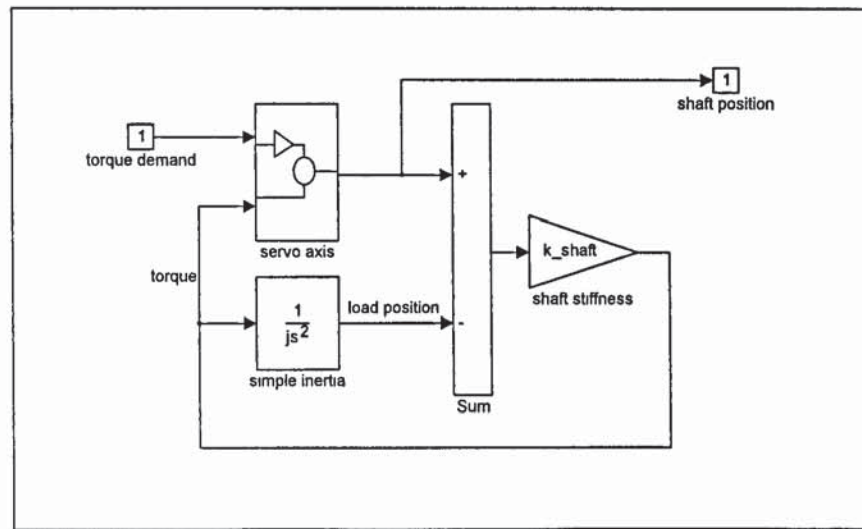 1
shaft position
1
torque demand
+
servo axis
k_shaft
shaft stiffness
torque
1
js²
load position
-
simple inertia
Sum